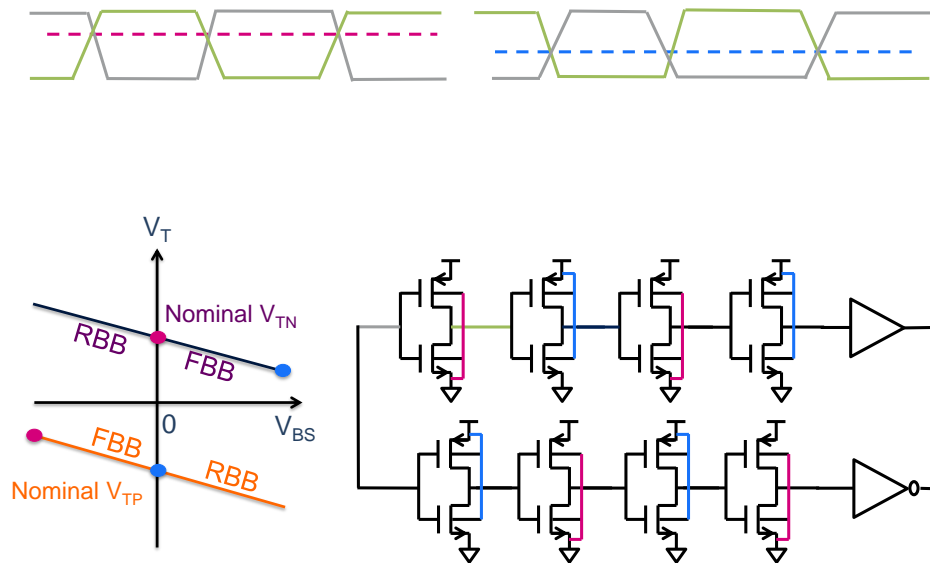 V_T
Nominal V_TN
RBB
FBB
0
V_BS
FBB
RBB
Nominal V_TP